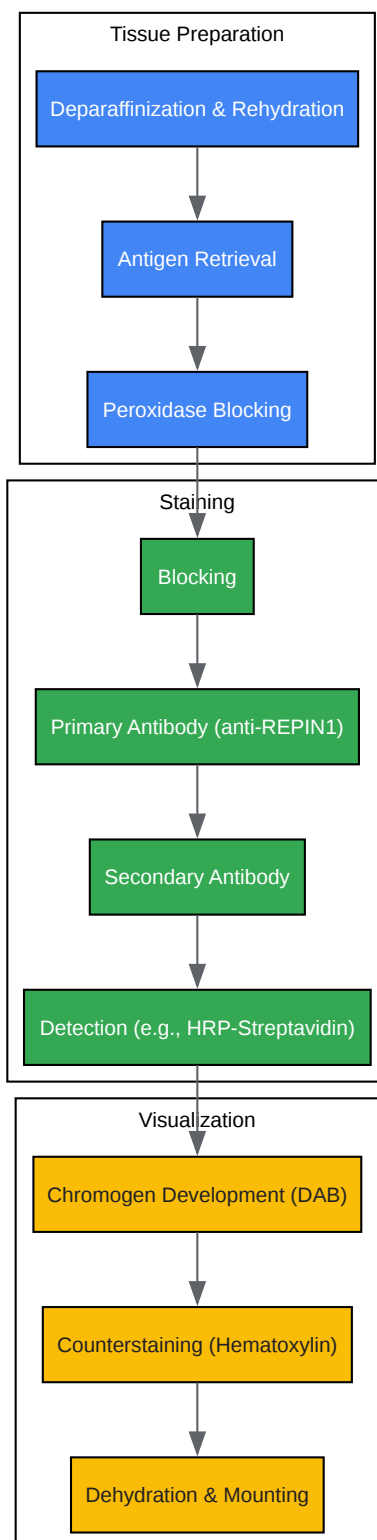 Tissue Preparation
Deparaffinization & Rehydration
Antigen Retrieval
Peroxidase Blocking
Staining
Blocking
Primary Antibody (anti-REPIN1)
Secondary Antibody
Detection (e.g., HRP-Streptavidin)
Visualization
Chromogen Development (DAB)
Counterstaining (Hematoxylin)
Dehydration & Mounting